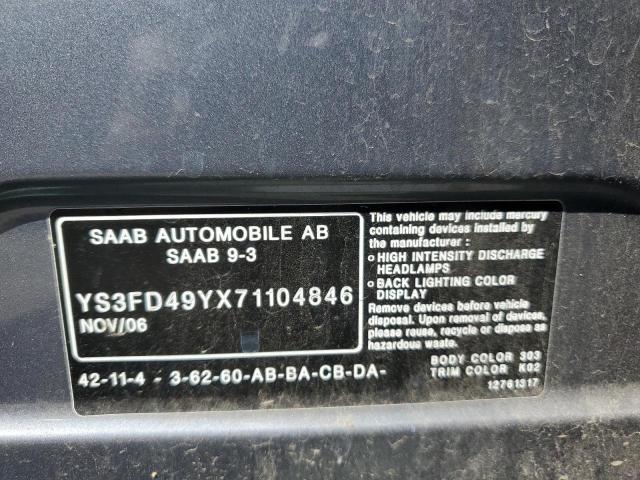 SAAB AUTOMOBILE AB
SAAB 9-3
YS3FD49YX71104846
NOV/06
42-11-4 - 3-62-60-AB-BA-CB-DA-
This vehicle may include mercury
containing devices installed by
the manufacturer :
o HIGH INTENSITY DISCHARGE
HEADLAMPS
o BACK LIGHTING COLOR
DISPLAY
Remove devices before vehicle
disposal. Upon removal of devices,
please reuse, recycle or dispose as
hazardous waste.
BODY COLOR 303
TRIM COLOR K02
12761317